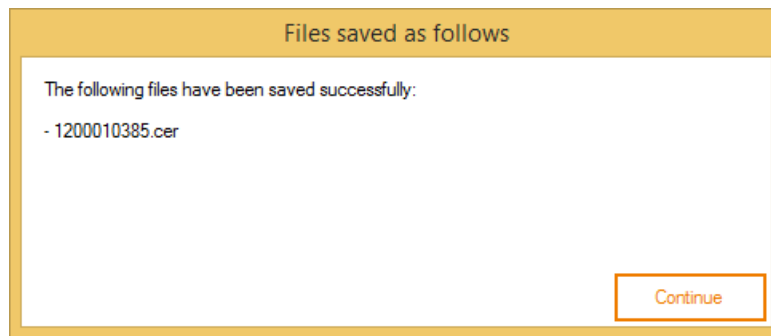 Files saved as follows
The following files have been saved successfully:
- 1200010385.cer
Continue